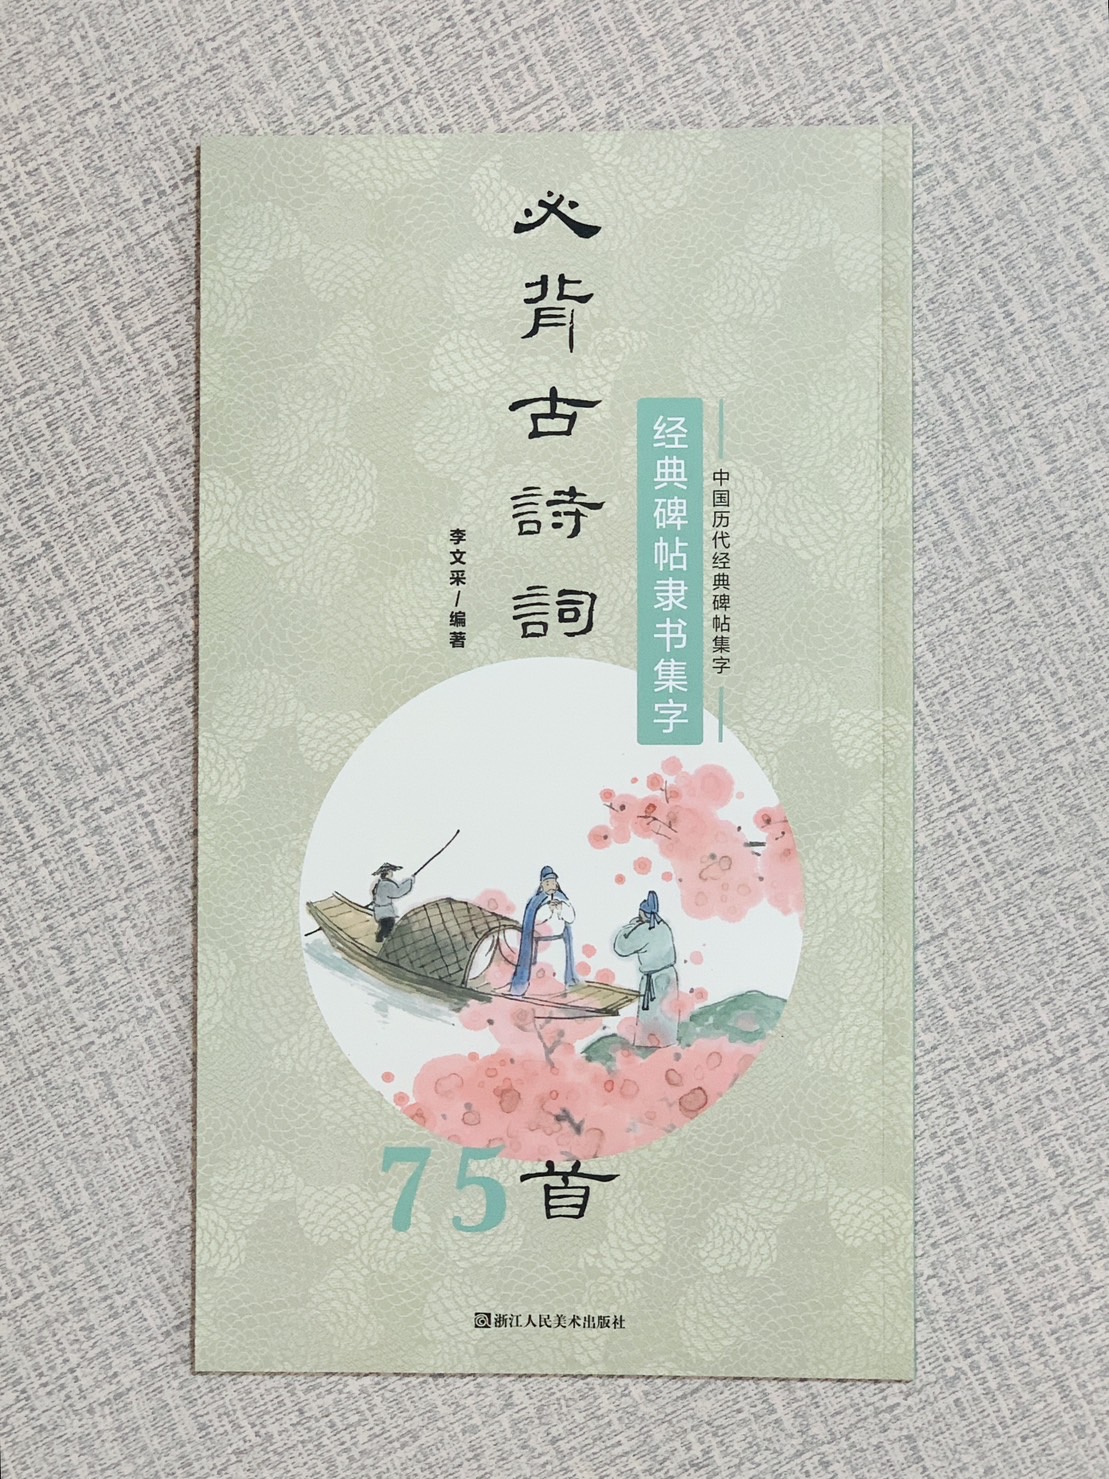 中国历代经典碑帖集字
经典碑帖隶书集字
必背古詩詞
75首
李文采/编著
浙江人民美术出版社